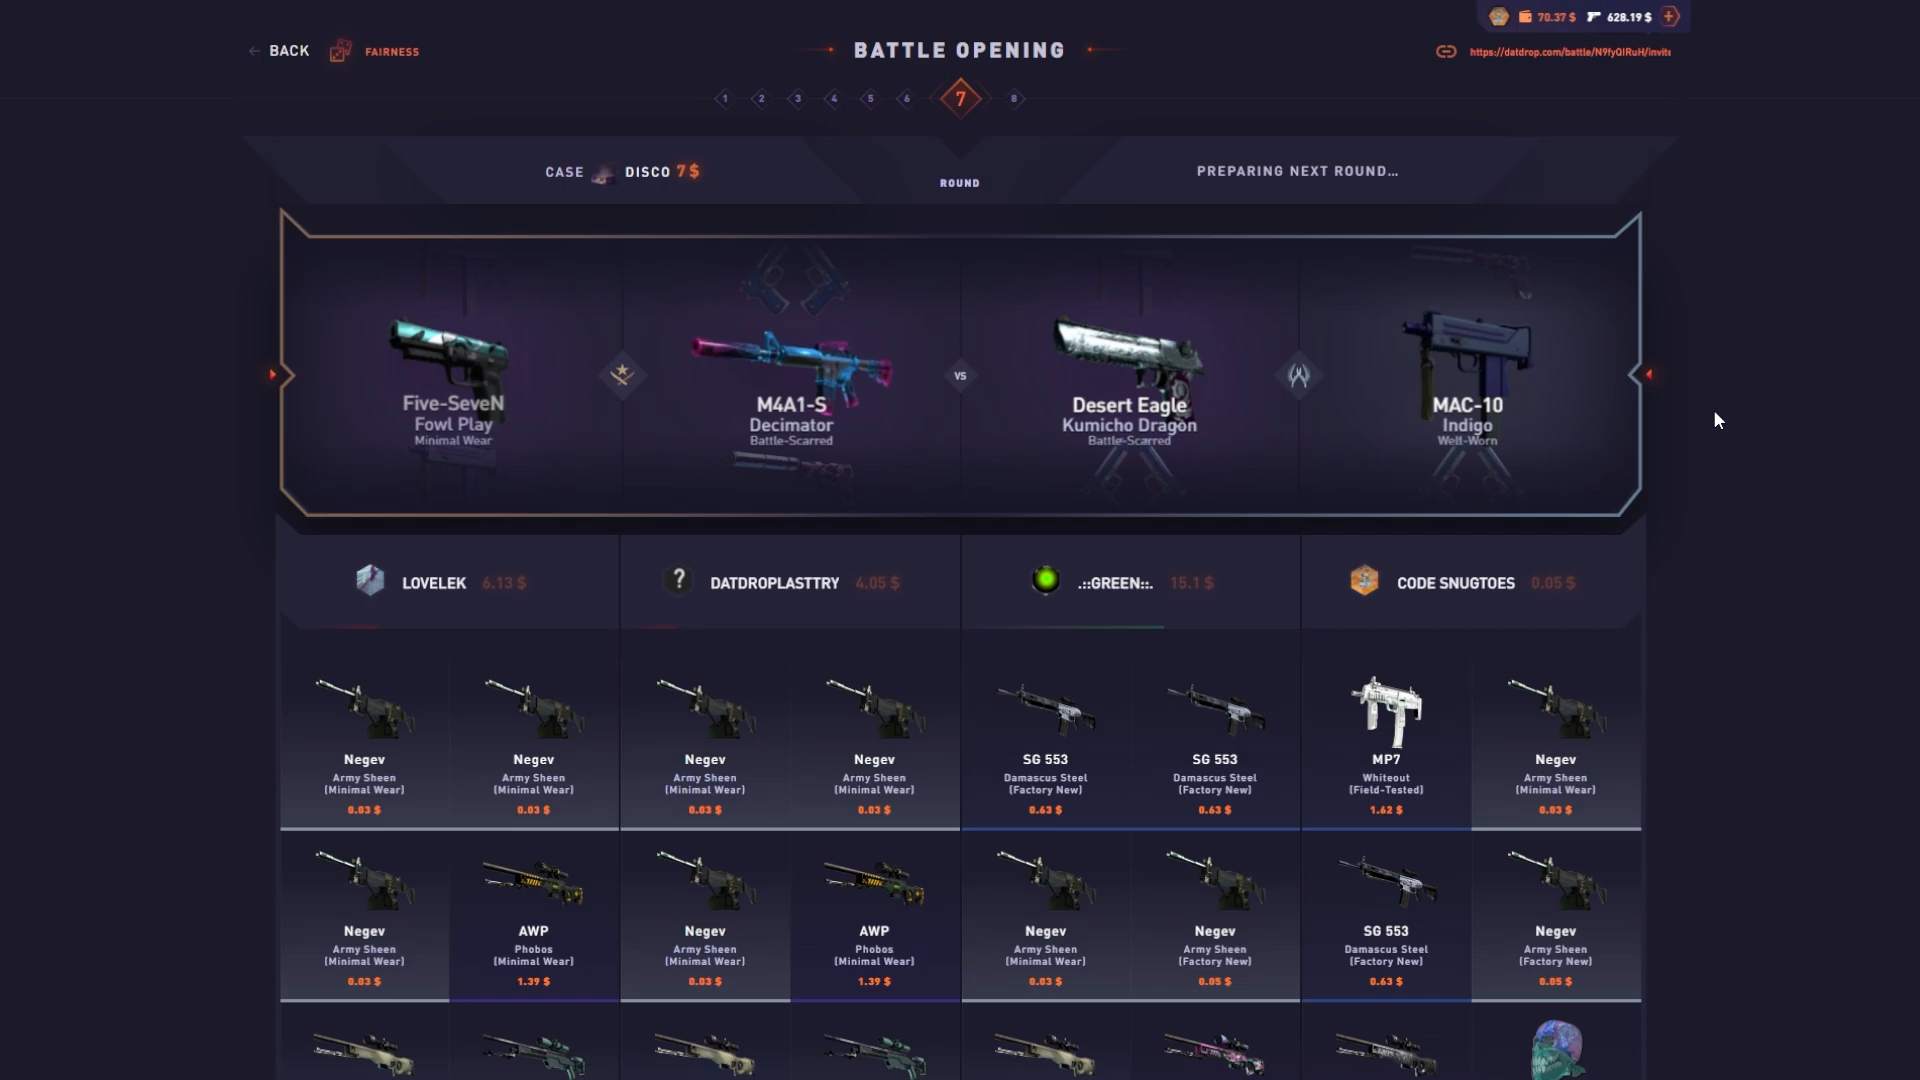 70.37 $ 628.19 $
BACK FAIRNESS
BATTLE OPENING
https://datdrop.com/battle/N9fyQIRuH/invite
1 2 3 4 5 6 7 8
CASE DISCO 7 $
ROUND
PREPARING NEXT ROUND...
Five-SeveN
Fowl Play
Minimal Wear
M4A1-S
Decimator
Battle-Scarred
VS
Desert Eagle
Kumicho Dragon
Battle-Scarred
MAC-10
Indigo
Well-Worn
LOVELEK 6.13 $
? DATDROPLASTTRY 4.05 $
.::GREEN::. 15.1 $
CODE SNUGTOES 0.05 $
Negev
Army Sheen
(Minimal Wear)
0.03 $
Negev
Army Sheen
(Minimal Wear)
0.03 $
Negev
Army Sheen
(Minimal Wear)
0.03 $
Negev
Army Sheen
(Minimal Wear)
0.03 $
SG 553
Damascus Steel
(Factory New)
0.63 $
SG 553
Damascus Steel
(Factory New)
0.63 $
MP7
Whiteout
(Field-Tested)
1.62 $
Negev
Army Sheen
(Minimal Wear)
0.03 $
Negev
Army Sheen
(Minimal Wear)
0.03 $
AWP
Phobos
(Minimal Wear)
1.39 $
Negev
Army Sheen
(Minimal Wear)
0.03 $
AWP
Phobos
(Minimal Wear)
1.39 $
Negev
Army Sheen
(Minimal Wear)
0.03 $
Negev
Army Sheen
(Factory New)
0.05 $
SG 553
Damascus Steel
(Factory New)
0.63 $
Negev
Army Sheen
(Factory New)
0.05 $